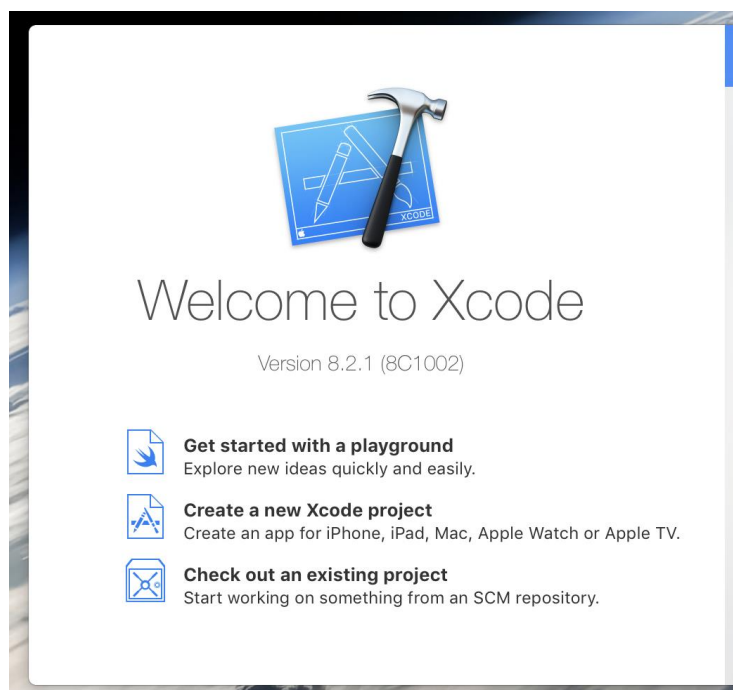 XCODE
Welcome to Xcode
Version 8.2.1 (8C1002)
Get started with a playground
Explore new ideas quickly and easily.
Create a new Xcode project
Create an app for iPhone, iPad, Mac, Apple Watch or Apple TV.
Check out an existing project
Start working on something from an SCM repository.